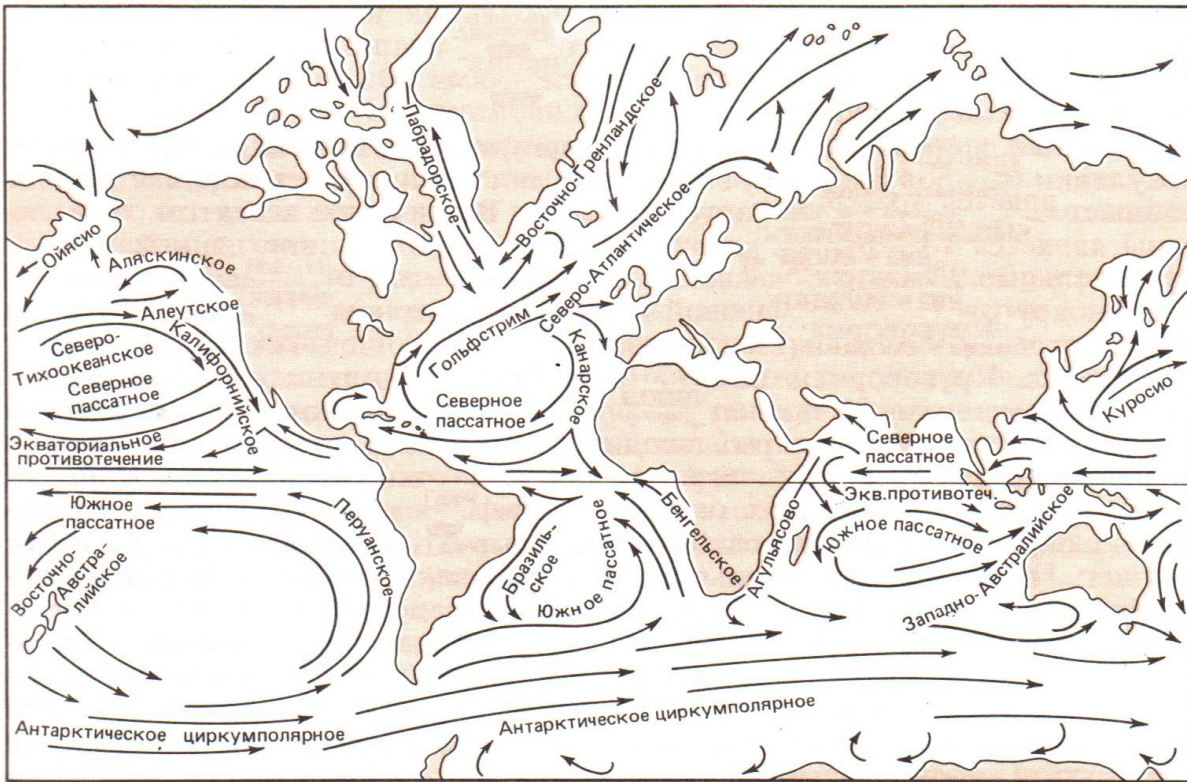 Лабрадорское
Восточно-Гренландское
Северо-Атлантическое
Ойясио
Аляскинское
Алеутское
Калифорнийское
Северо-
Тихоокеанское
Северное
пассатное
Экваториальное
противотечение
Гольфстрим
Канарское
Северное
пассатное
Куросио
Северное
пассатное
Экв.противотеч.
Южное
пассатное
Восточно-
Австра-
лийское
Перуанское
Бразиль-
ское
Южное пассатное
Бенгельское
Агульясово
Южное пассатное
Западно-Австралийское
Антарктическое циркумполярное
Антарктическое циркумполярное